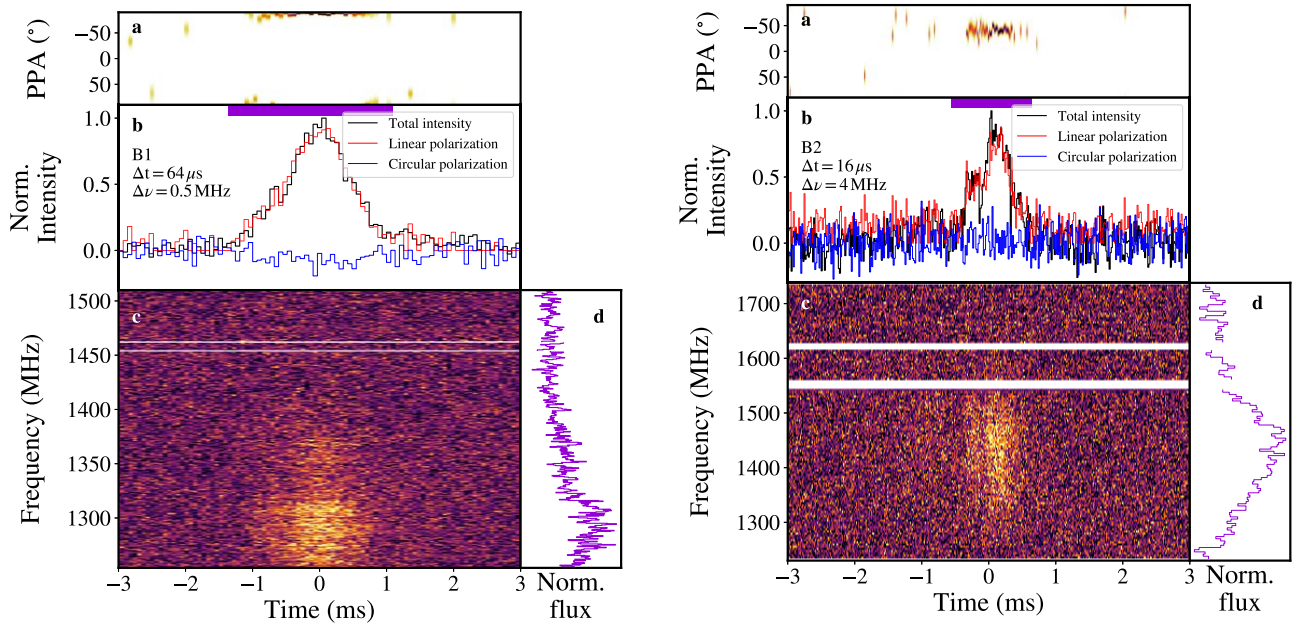 a
PPA (°)
−50
0
50
b
B1
Δt = 64 μs
Δν = 0.5 MHz
Total intensity
Linear polarization
Circular polarization
Norm.
Intensity
1.0
0.5
0.0
c
d
Frequency (MHz)
1500
1450
1400
1350
1300
−3 −2 −1 0 1 2 3
Time (ms)
Norm.
flux
a
PPA (°)
−50
0
50
b
B2
Δt = 16 μs
Δν = 4 MHz
Total intensity
Linear polarization
Circular polarization
Norm.
Intensity
1.0
0.5
0.0
c
d
Frequency (MHz)
1700
1600
1500
1400
1300
−3 −2 −1 0 1 2 3
Time (ms)
Norm.
flux